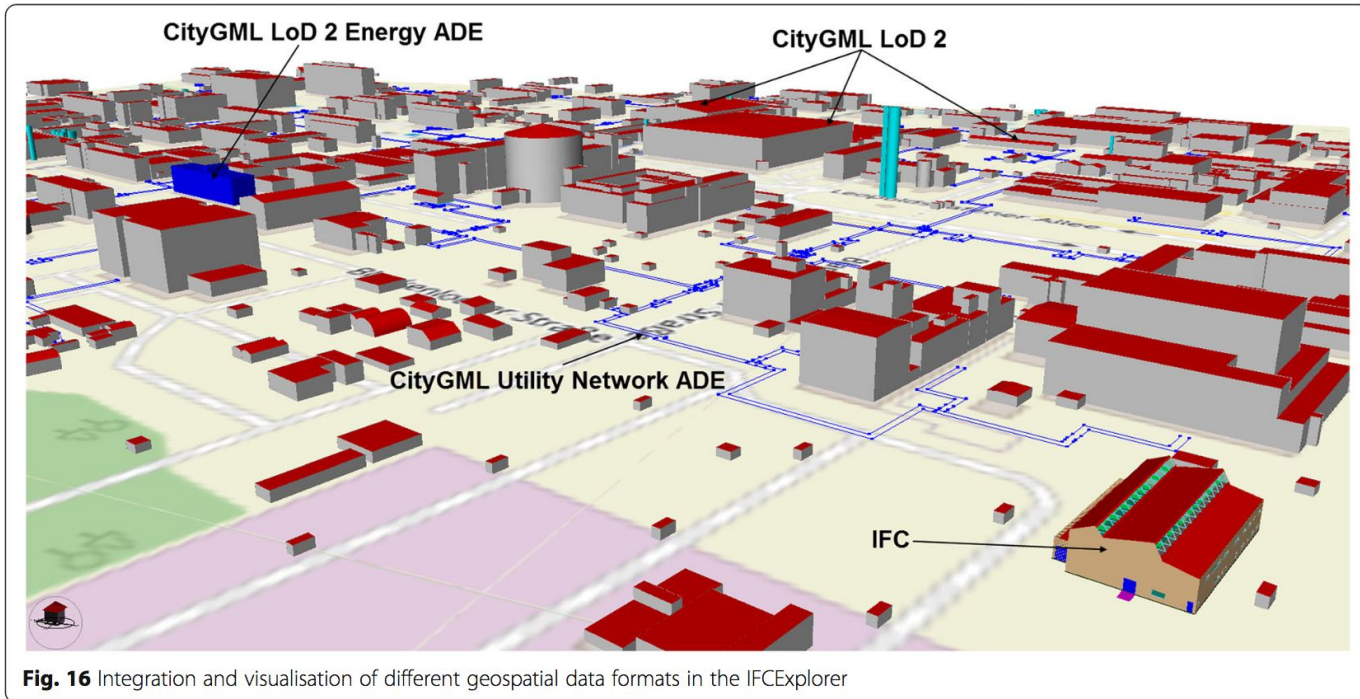 CityGML LoD 2 Energy ADE
CityGML LoD 2
CityGML Utility Network ADE
IFC
Straße
Fig. 16 Integration and visualisation of different geospatial data formats in the IFCExplorer